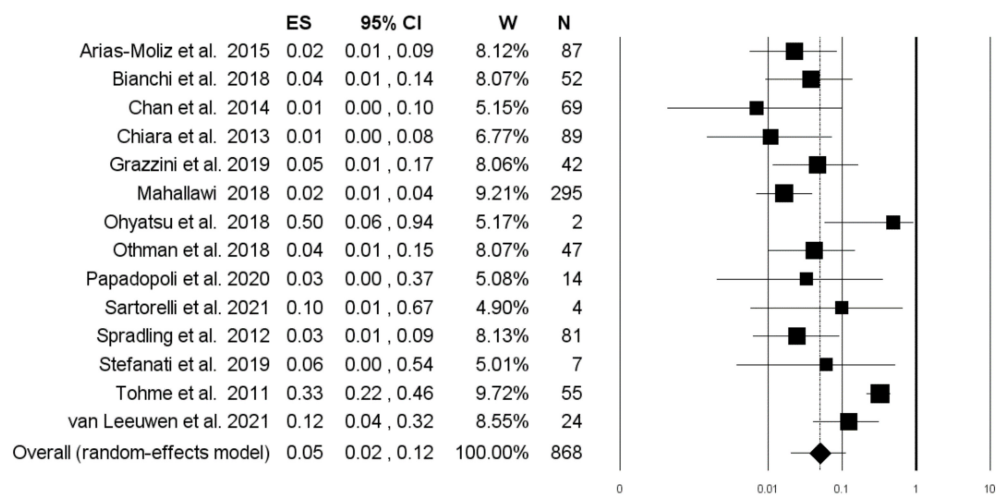 ES 95% CI W N
Arias-Moliz et al. 2015 0.02 0.01 , 0.09 8.12% 87
Bianchi et al. 2018 0.04 0.01 , 0.14 8.07% 52
Chan et al. 2014 0.01 0.00 , 0.10 5.15% 69
Chiara et al. 2013 0.01 0.00 , 0.08 6.77% 89
Grazzini et al. 2019 0.05 0.01 , 0.17 8.06% 42
Mahallawi 2018 0.02 0.01 , 0.04 9.21% 295
Ohyatsu et al. 2018 0.50 0.06 , 0.94 5.17% 2
Othman et al. 2018 0.04 0.01 , 0.15 8.07% 47
Papadopoli et al. 2020 0.03 0.00 , 0.37 5.08% 14
Sartorelli et al. 2021 0.10 0.01 , 0.67 4.90% 4
Spradling et al. 2012 0.03 0.01 , 0.09 8.13% 81
Stefanati et al. 2019 0.06 0.00 , 0.54 5.01% 7
Tohme et al. 2011 0.33 0.22 , 0.46 9.72% 55
van Leeuwen et al. 2021 0.12 0.04 , 0.32 8.55% 24
Overall (random-effects model) 0.05 0.02 , 0.12 100.00% 868
0 0.01 0.1 1 10